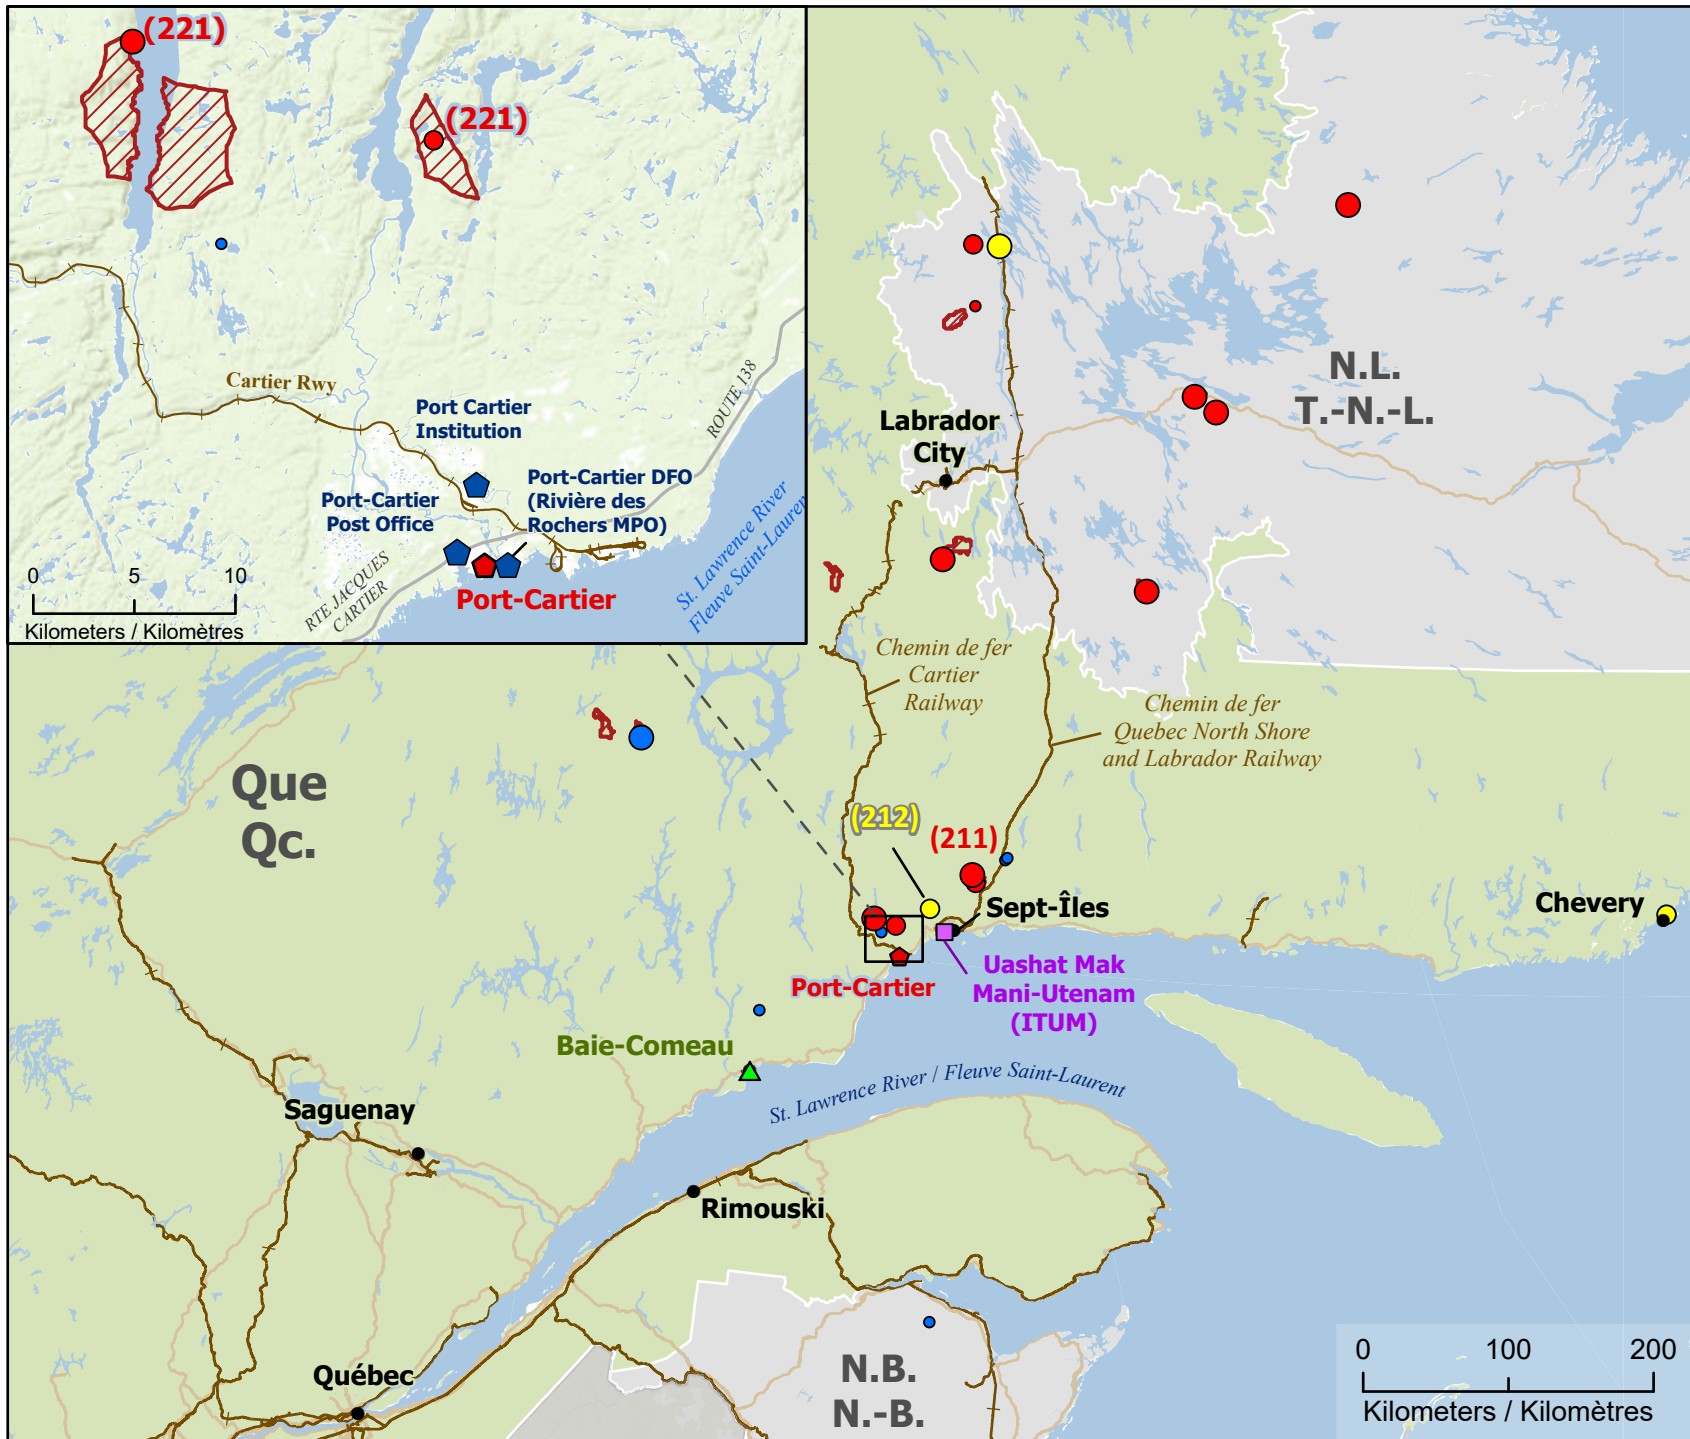 (221)
(221)
Cartier Rwy
Port Cartier
Institution
ROUTE 138
Port-Cartier
Post Office
Port-Cartier DFO
(Rivière des
Rochers MPO)
RTE JACQUES
CARTIER
Port-Cartier
St. Lawrence River
Fleuve Saint-Laurent
0 5 10
Kilometers / Kilomètres
N.L.
T.-N.-L.
Labrador
City
Chemin de fer
Cartier
Railway
Chemin de fer
Quebec North Shore
and Labrador Railway
Que
Qc.
(212)
(211)
Sept-Îles
Chevery
Port-Cartier
Uashat Mak
Mani-Utenam
(ITUM)
Baie-Comeau
St. Lawrence River / Fleuve Saint-Laurent
Saguenay
Rimouski
Québec
N.B.
N.-B.
0 100 200
Kilometers / Kilomètres